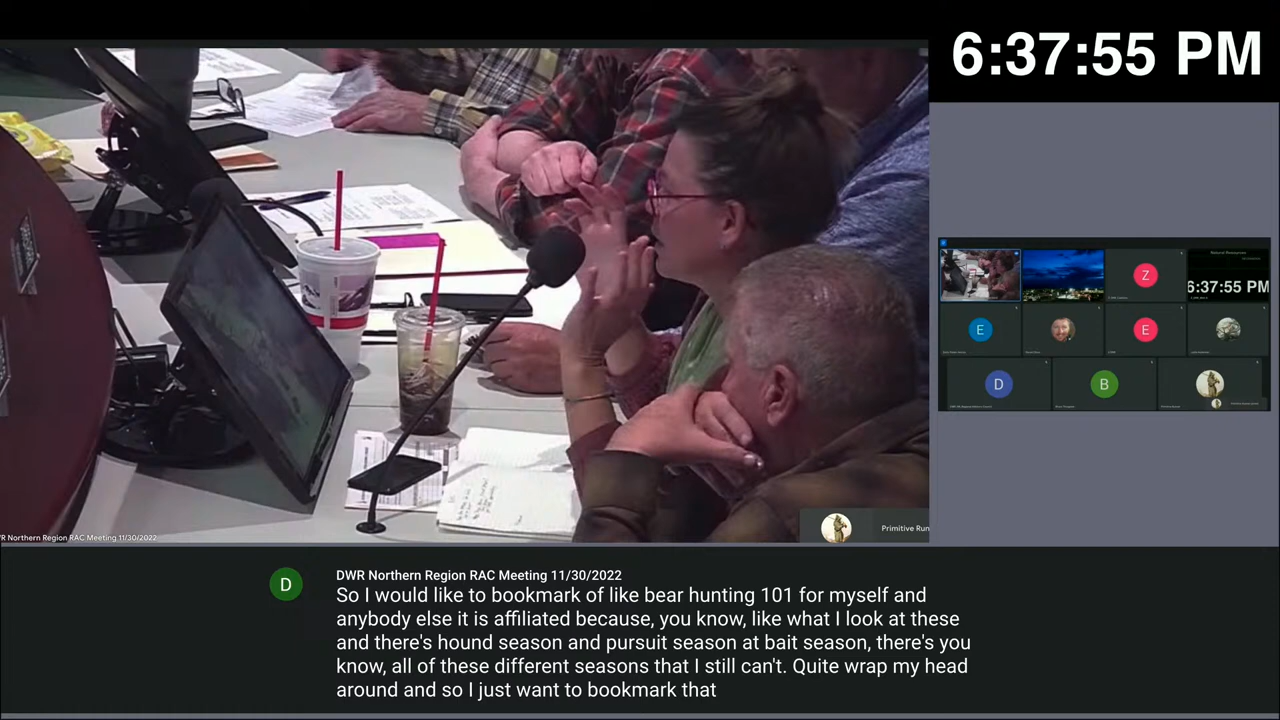 6:37:55 PM
Natural Resources
6:37:55 PM
Z
E
E
D
B
R Northern Region RAC Meeting 11/30/2022
Primitive Run
D
DWR Northern Region RAC Meeting 11/30/2022
So I would like to bookmark of like bear hunting 101 for myself and
anybody else it is affiliated because, you know, like what I look at these
and there's hound season and pursuit season at bait season, there's you
know, all of these different seasons that I still can't. Quite wrap my head
around and so I just want to bookmark that